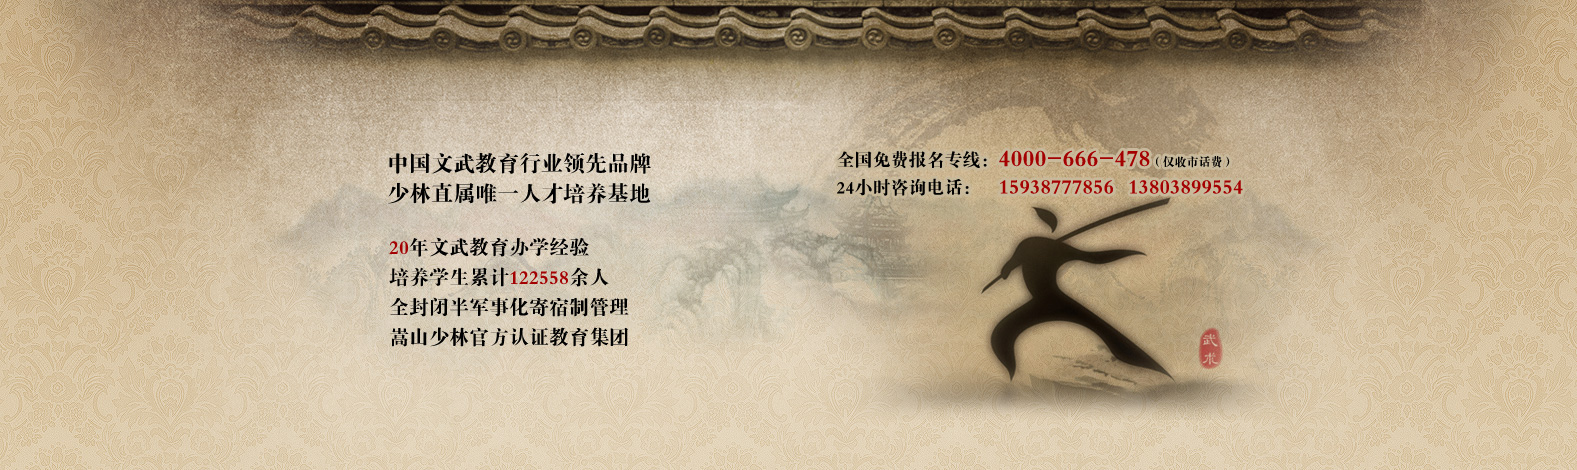 中国文武教育行业领先品牌
少林直属唯一人才培养基地
20年文武教育办学经验
培养学生累计122558余人
全封闭半军事化寄宿制管理
嵩山少林官方认证教育集团
全国免费报名专线：4000-666-478（仅收市话费）
24小时咨询电话： 15938777856 13803899554
武术